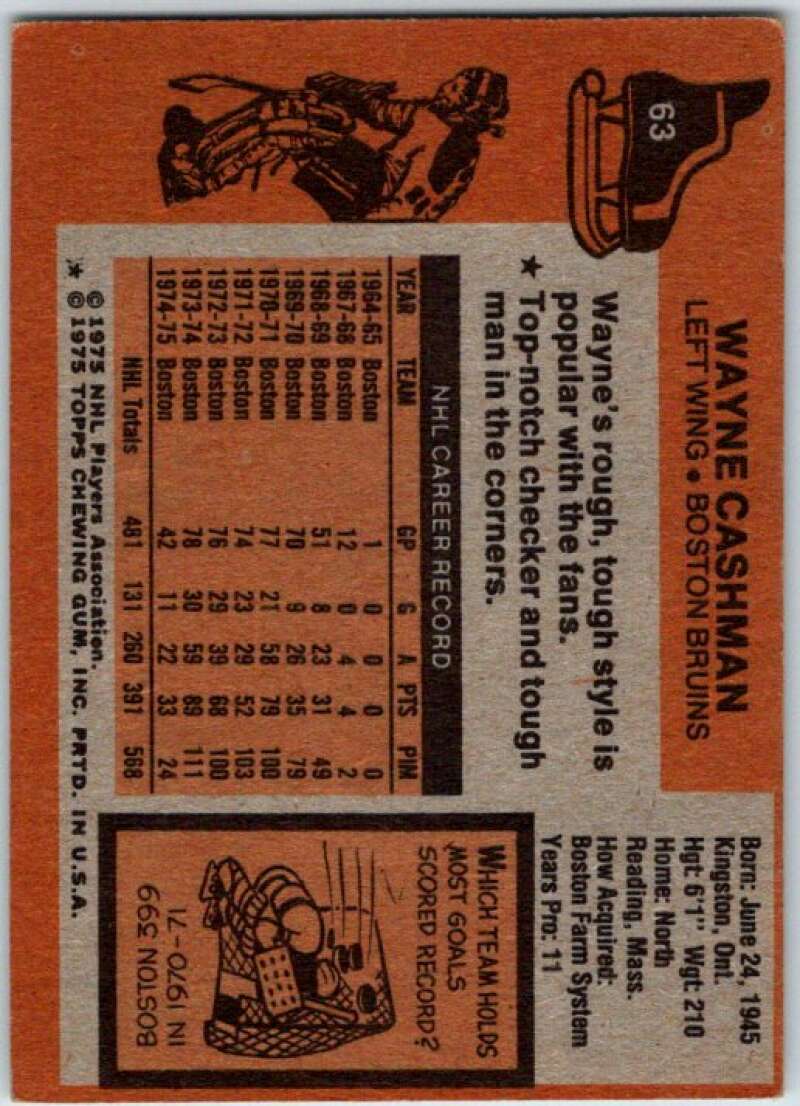 63
WAYNE CASHMAN
LEFT WING • BOSTON BRUINS
Born: June 24, 1945
Kingston, Ont.
Hgt: 6'1" Wgt: 210
Home: North
Reading, Mass.
How Acquired:
Boston Farm System
Years Pro: 11
Wayne's rough, tough style is
popular with the fans.
★ Top-notch checker and tough
man in the corners.
NHL CAREER RECORD
YEAR TEAM GP G A PTS PIM
1964-65 Boston 1 0 0 0 0
1967-68 Boston 12 0 4 4 2
1968-69 Boston 51 8 23 31 49
1969-70 Boston 70 9 26 35 79
1970-71 Boston 77 21 58 79 100
1971-72 Boston 74 23 29 52 103
1972-73 Boston 76 29 39 68 100
1973-74 Boston 78 30 59 89 111
1974-75 Boston 42 11 22 33 24
NHL Totals 481 131 260 391 568
WHICH TEAM HOLDS
MOST GOALS
SCORED RECORD?
IN 1970-71
BOSTON 399
© 1975 NHL Players Association.
★ © 1975 TOPPS CHEWING GUM, INC. PRTD. IN U.S.A.